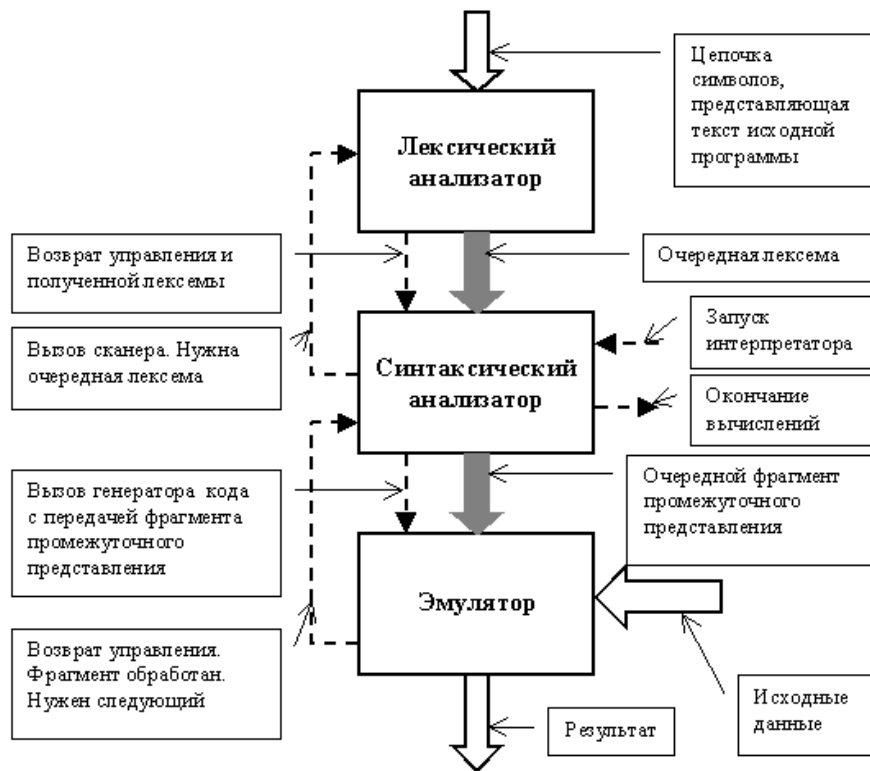 Цепочка
символов,
представляющая
текст исходной
программы
Лексический
анализатор
Возврат управления и
полученной лексемы
Очередная лексема
Вызов сканера. Нужна
очередная лексема
Запуск
интерпретатора
Синтаксический
анализатор
Окончание
вычислений
Вызов генератора кода
с передачей фрагмента
промежуточного
представления
Очередной фрагмент
промежуточного
представления
Эмулятор
Возврат управления.
Фрагмент обработан.
Нужен следующий
Исходные
данные
Результат